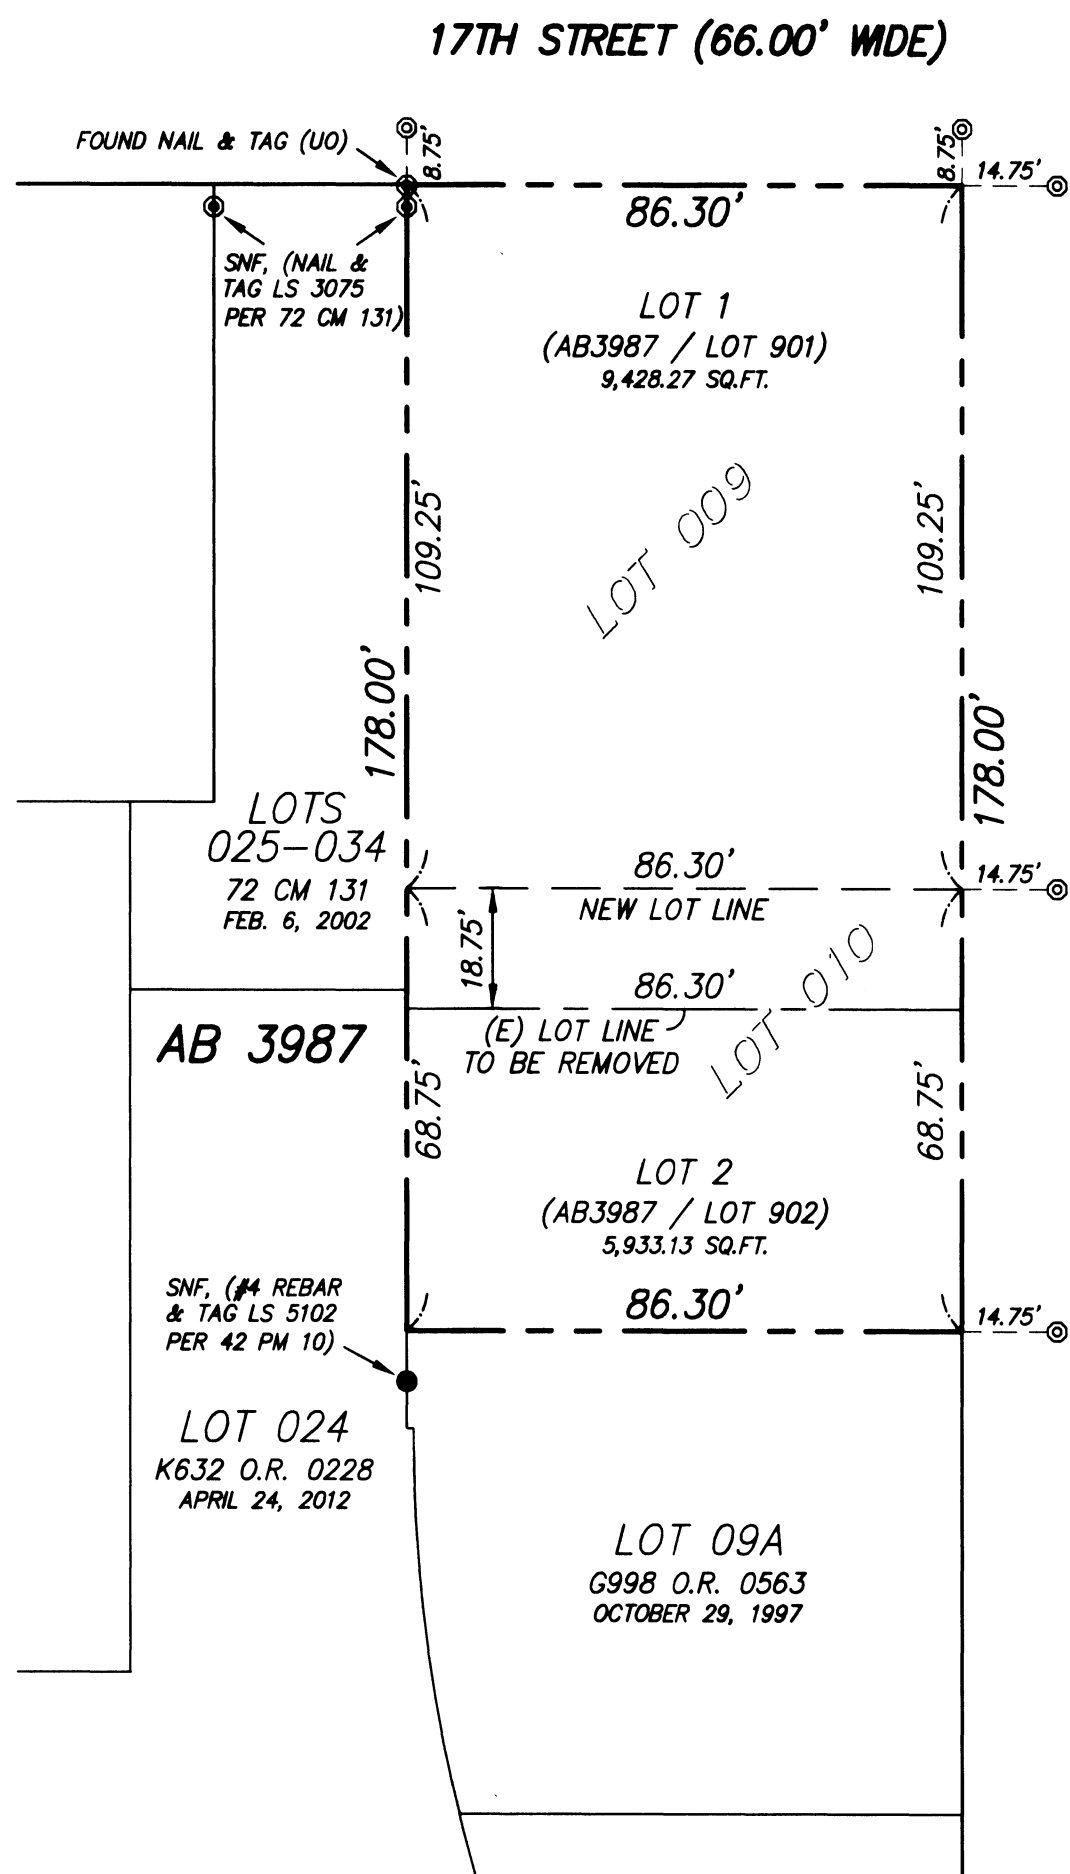 17TH STREET (66.00' WIDE)
FOUND NAIL & TAG (UO)
8.75'
8.75'
14.75'
86.30'
SNF, (NAIL &
TAG LS 3075
PER 72 CM 131)
LOT 1
(AB3987 / LOT 901)
9,428.27 SQ.FT.
LOT 009
109.25'
109.25'
178.00'
178.00'
LOTS
025-034
72 CM 131
FEB. 6, 2002
86.30'
NEW LOT LINE
14.75'
18.75'
86.30'
(E) LOT LINE
TO BE REMOVED
LOT 010
AB 3987
68.75'
68.75'
LOT 2
(AB3987 / LOT 902)
5,933.13 SQ.FT.
SNF, (#4 REBAR
& TAG LS 5102
PER 42 PM 10)
86.30'
14.75'
LOT 024
K632 O.R. 0228
APRIL 24, 2012
LOT 09A
G998 O.R. 0563
OCTOBER 29, 1997